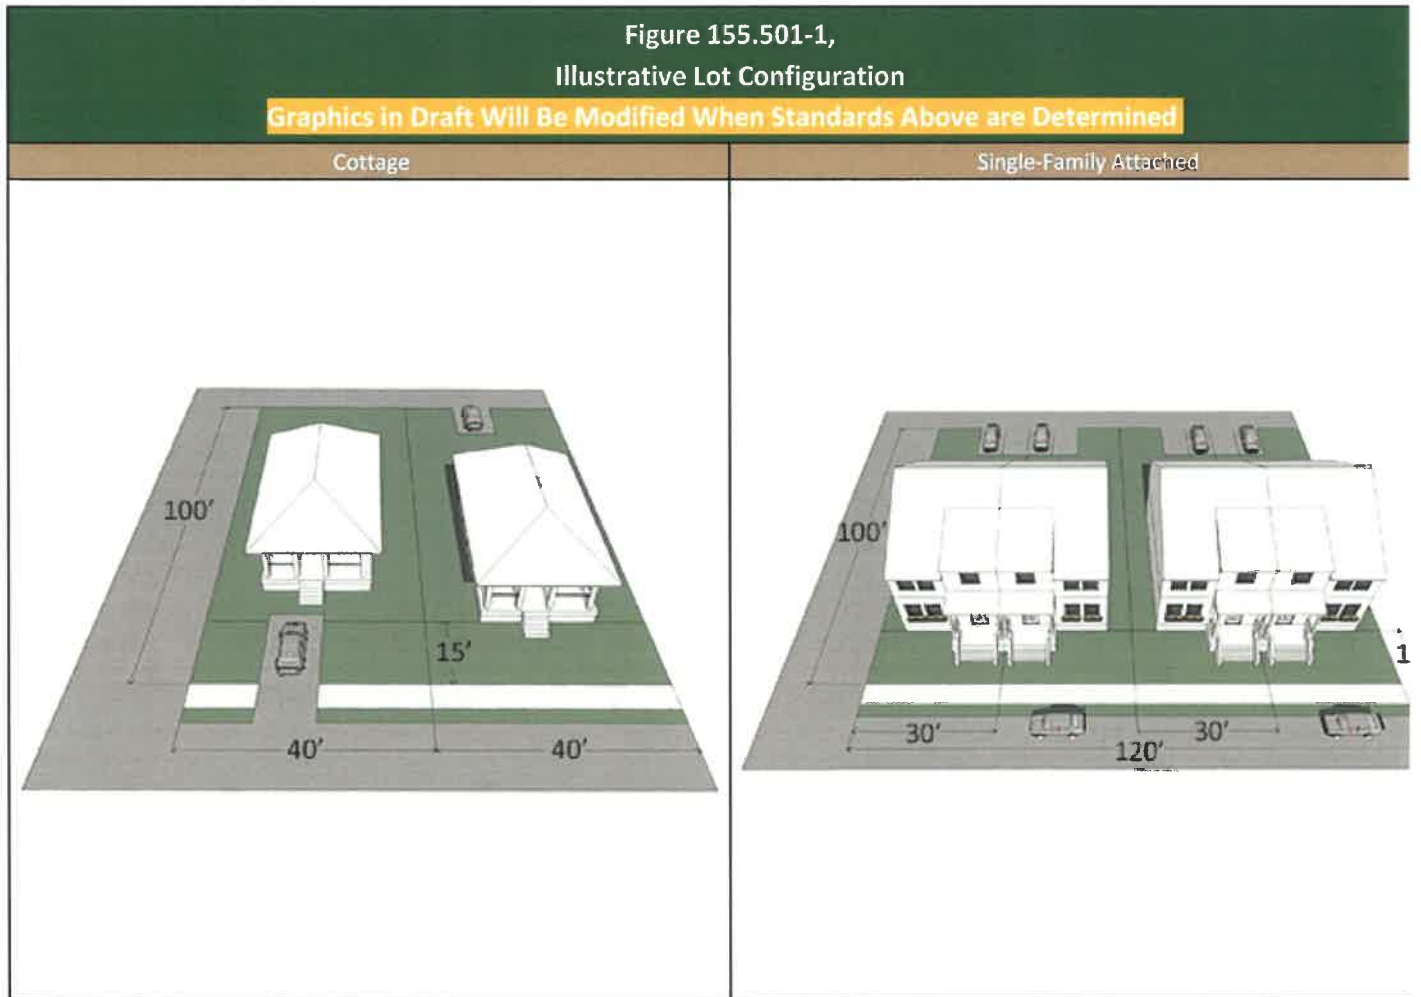 Figure 155.501-1,
Illustrative Lot Configuration
Graphics in Draft Will Be Modified When Standards Above are Determined
Cottage
Single-Family Attached
100'
15'
40'
40'
100'
1
30'
30'
120'